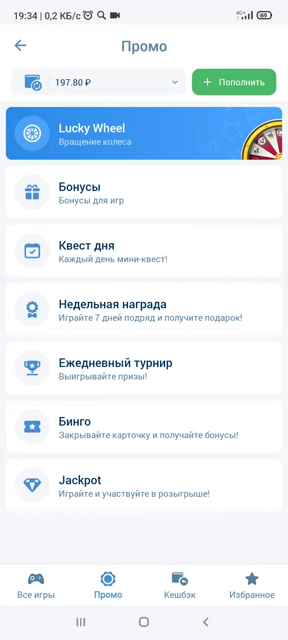 19:34 | 0,2 КБ/с
4G+
69
Промо
197.80 ₽
+ Пополнить
Lucky Wheel
Вращение колеса
Бонусы
Бонусы для игр
Квест дня
Каждый день мини-квест!
Недельная награда
Играйте 7 дней подряд и получите подарок!
Ежедневный турнир
Выигрывайте призы!
Бинго
Закрывайте карточку и получайте бонусы!
Jackpot
Играйте и участвуйте в розыгрыше!
Все игры
Промо
Кешбэк
Избранное